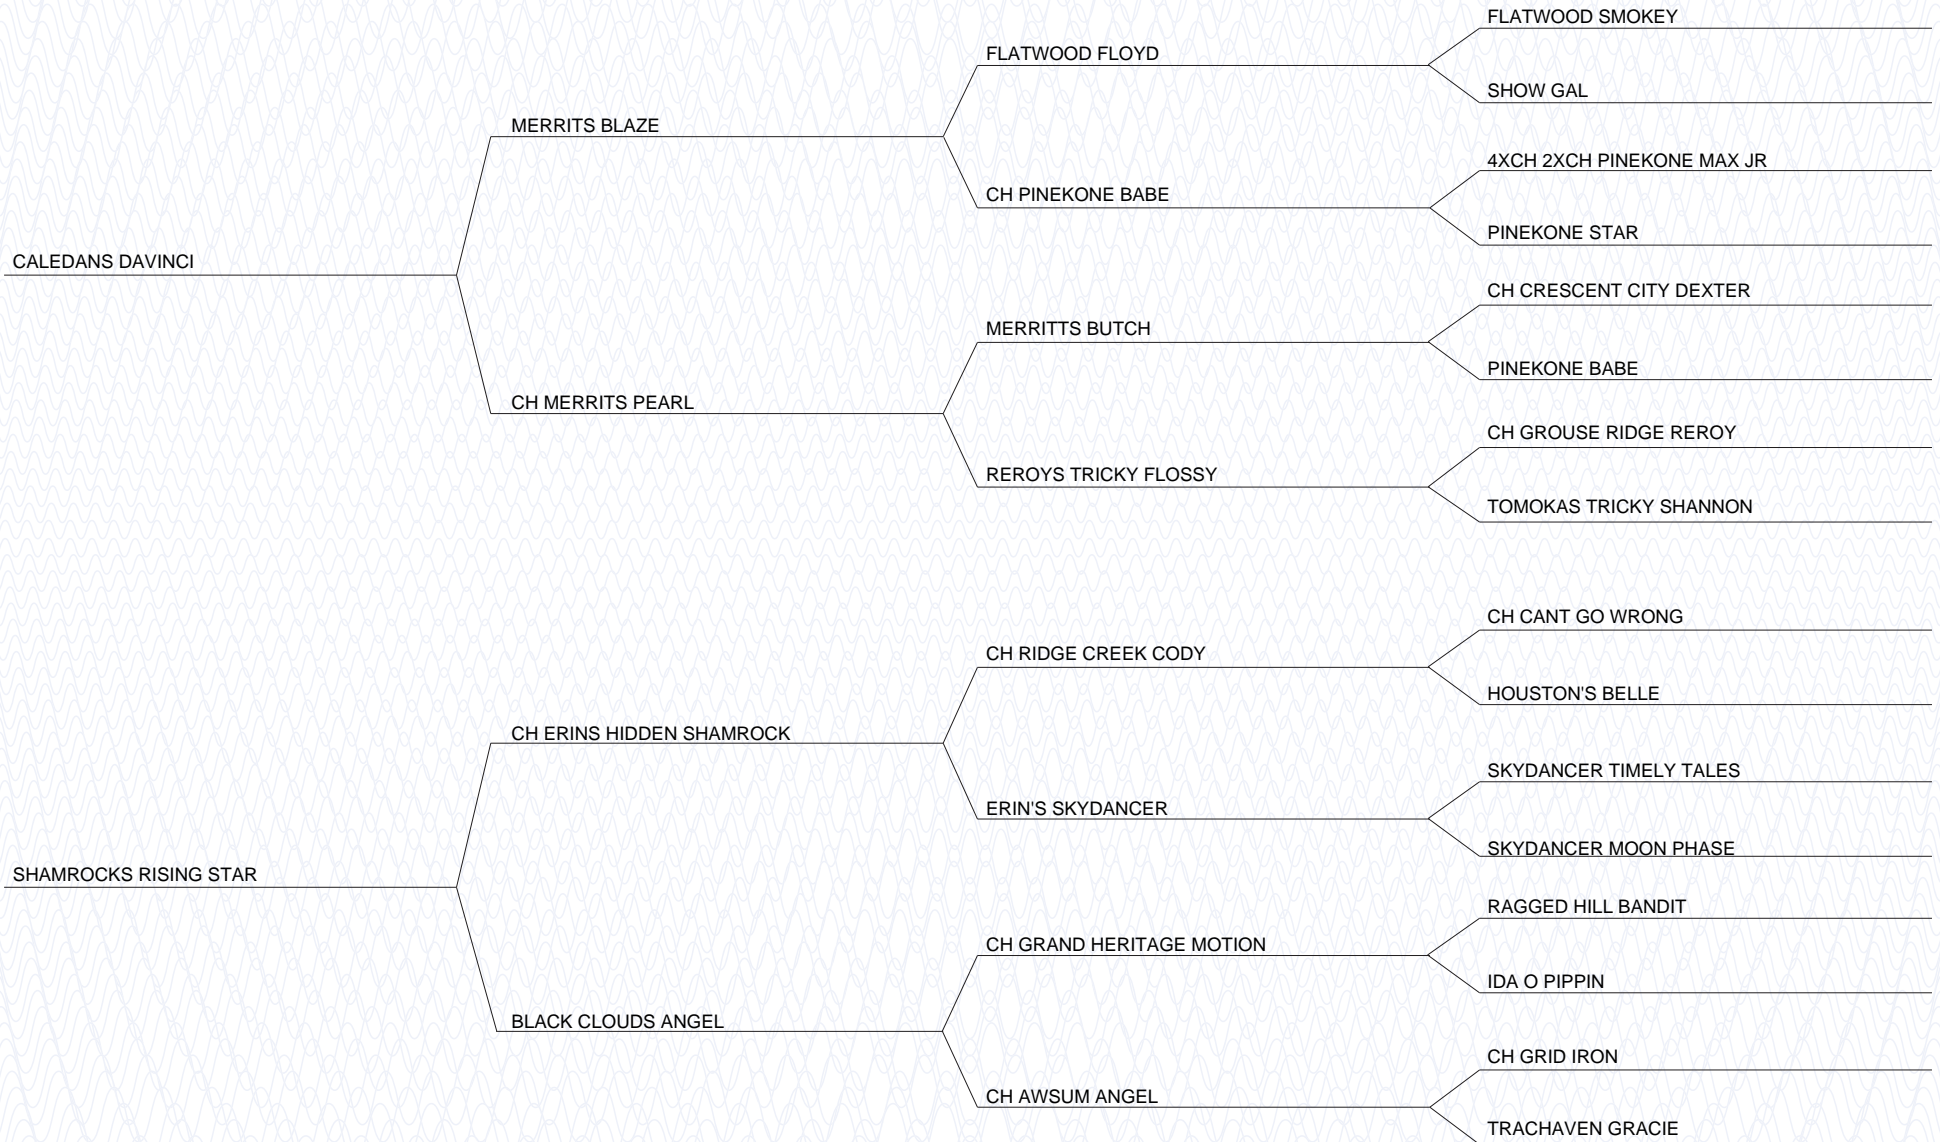 FLATWOOD SMOKEY
FLATWOOD FLOYD
SHOW GAL
MERRITS BLAZE
4XCH 2XCH PINEKONE MAX JR
CH PINEKONE BABE
PINEKONE STAR
CALEDANS DAVINCI
CH CRESCENT CITY DEXTER
MERRITTS BUTCH
PINEKONE BABE
CH MERRITS PEARL
CH GROUSE RIDGE REROY
REROYS TRICKY FLOSSY
TOMOKAS TRICKY SHANNON
CH CANT GO WRONG
CH RIDGE CREEK CODY
HOUSTON'S BELLE
CH ERINS HIDDEN SHAMROCK
SKYDANCER TIMELY TALES
ERIN'S SKYDANCER
SKYDANCER MOON PHASE
SHAMROCKS RISING STAR
RAGGED HILL BANDIT
CH GRAND HERITAGE MOTION
IDA O PIPPIN
BLACK CLOUDS ANGEL
CH GRID IRON
CH AWSUM ANGEL
TRACHAVEN GRACIE